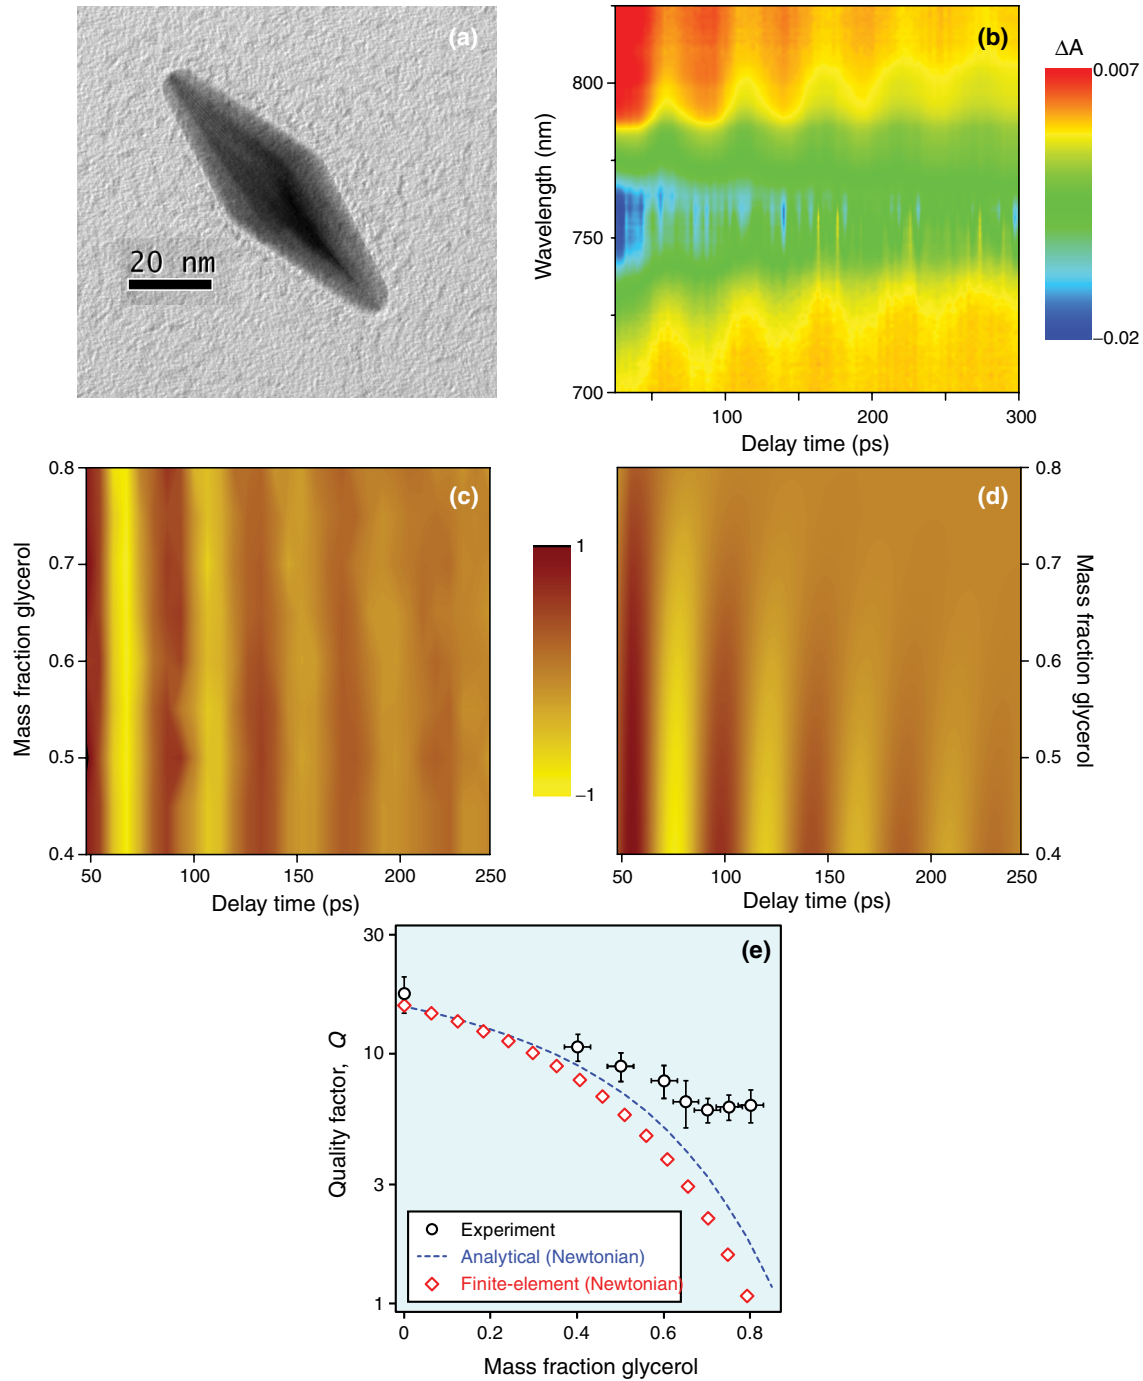 (a)
20 nm
(b)
Wavelength (nm)
800
750
700
100
200
300
Delay time (ps)
ΔA
0.007
−0.02
(c)
Mass fraction glycerol
0.8
0.7
0.6
0.5
0.4
50
100
150
200
250
Delay time (ps)
1
−1
(d)
0.8
0.7
0.6
0.5
0.4
Mass fraction glycerol
50
100
150
200
250
Delay time (ps)
(e)
Quality factor, Q
30
10
3
1
Experiment
Analytical (Newtonian)
Finite-element (Newtonian)
0
0.2
0.4
0.6
0.8
Mass fraction glycerol